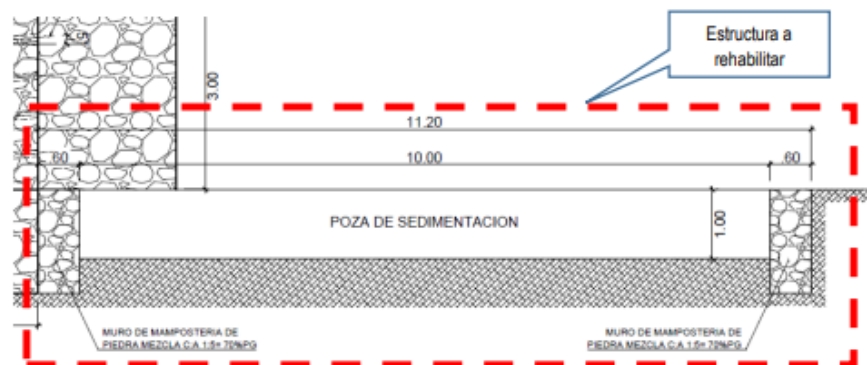 Estructura a
rehabilitar
.15
3.00
11.20
.60
10.00
.60
POZA DE SEDIMENTACION
1.00
MURO DE MAMPOSTERIA DE
PIEDRA MEZCLA C:A 1:5+ 70%PG
MURO DE MAMPOSTERIA DE
PIEDRA MEZCLA C:A 1:5+ 70%PG